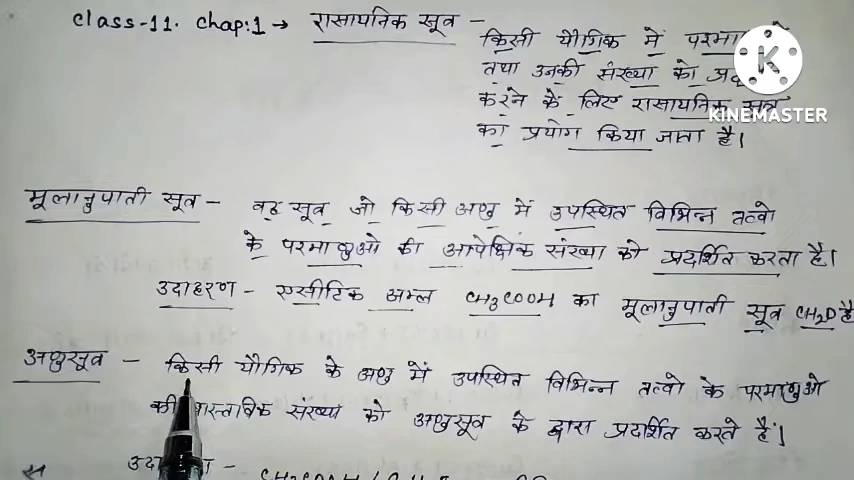 class-11. chap:1 → रासायनिक सूत्र -
किसी यौगिक में
तथा उनकी संख्या को
करने के लिए रासायनिक सूत्र
का प्रयोग किया जाता है।
KINEMASTER
मूलानुपाती सूत्र - वह सूत्र जो किसी अणु में उपस्थित विभिन्न तत्वो
के परमाणुओ की आपेक्षिक संख्या को प्रदर्शित करता है।
उदाहरण - एसीटिक अम्ल CH3COOH का मूलानुपाती सूत्र CH2O है
अणुसूत्र - किसी यौगिक के अणु में उपस्थित विभिन्न तत्वो के परमाणुओ
की वास्तविक संख्या को अणुसूत्र के द्वारा प्रदर्शित करते हैं।